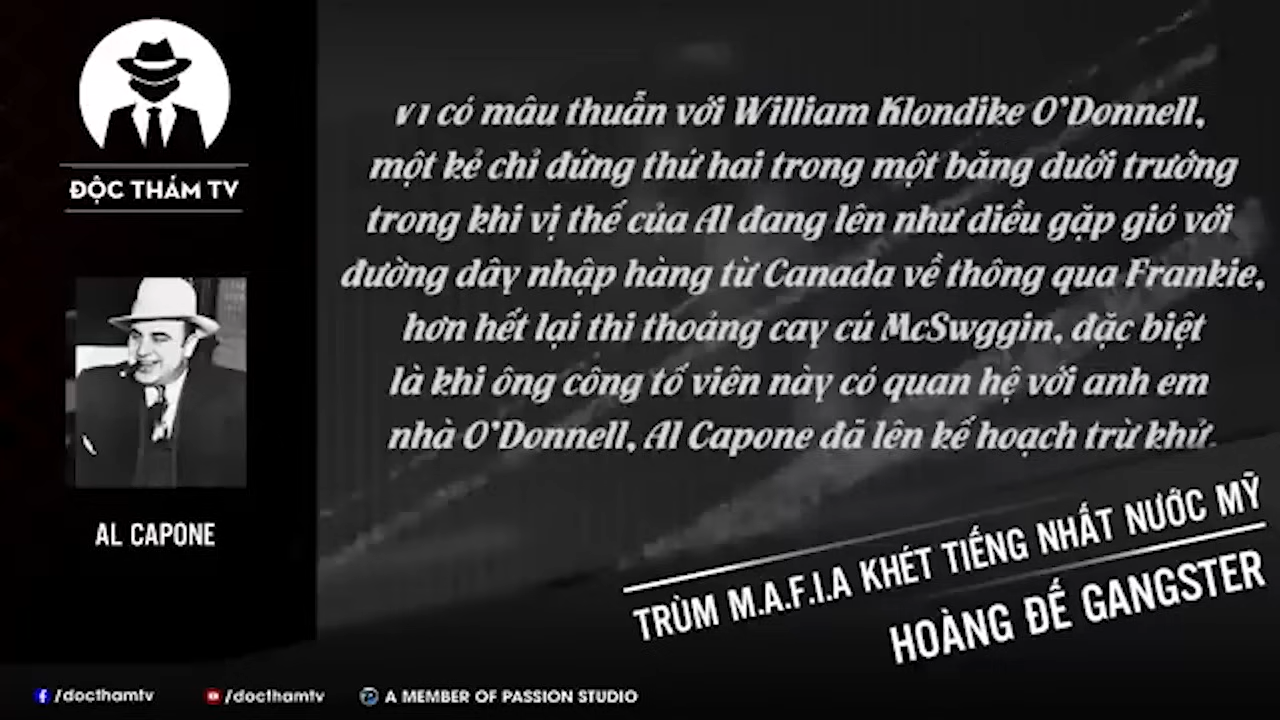 ĐỘC THÁM TV
AL CAPONE
Vì có mâu thuẫn với William Klondike O'Donnell,
một kẻ chỉ đứng thứ hai trong một băng dưới trướng
trong khi vị thế của Al đang lên như diều gặp gió với
đường dây nhập hàng từ Canada về thông qua Frankie,
hơn hết lại thi thoảng cay cú McSwggin, đặc biệt
là khi ông công tố viên này có quan hệ với anh em
nhà O'Donnell, Al Capone đã lên kế hoạch trừ khử.
TRÙM M.A.F.I.A KHÉT TIẾNG NHẤT NƯỚC MỸ
HOÀNG ĐẾ GANGSTER
/docthamtv /docthamtv A MEMBER OF PASSION STUDIO